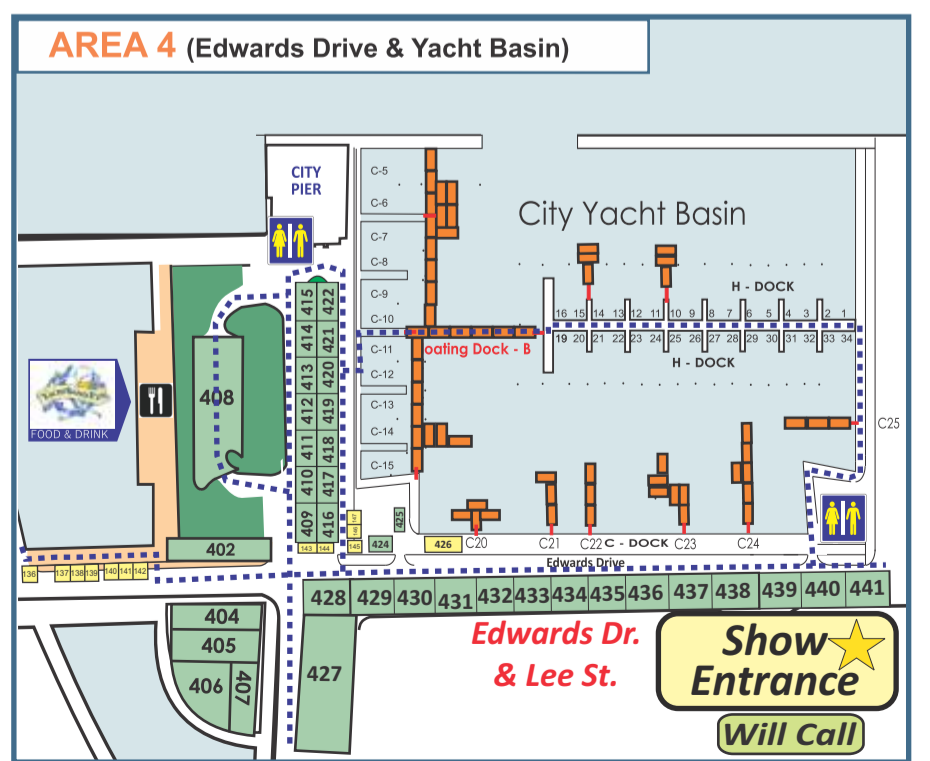 AREA 4 (Edwards Drive & Yacht Basin)
CITY
PIER
C-5
C-6
C-7
C-8
C-9
C-10
C-11
C-12
C-13
C-14
C-15
City Yacht Basin
H - DOCK
16 15 14 13 12 11 10 9 8 7 6 5 4 3 2 1
19 20 21 22 23 24 25 26 27 28 29 30 31 32 33 34
H - DOCK
oating Dock - B
415 422
414 421
413 420
412 419
411 418
410 417
409 416
143 144
408
FOOD & DRINK
402
136 137 138 139 140 141 142
147
146
145
425
424
426
C20
C21
C22
C - DOCK
C23
C24
C25
Edwards Drive
428 429 430 431 432 433 434 435 436 437 438 439 440 441
427
404
405
406
407
Edwards Dr.
& Lee St.
Show
Entrance
Will Call